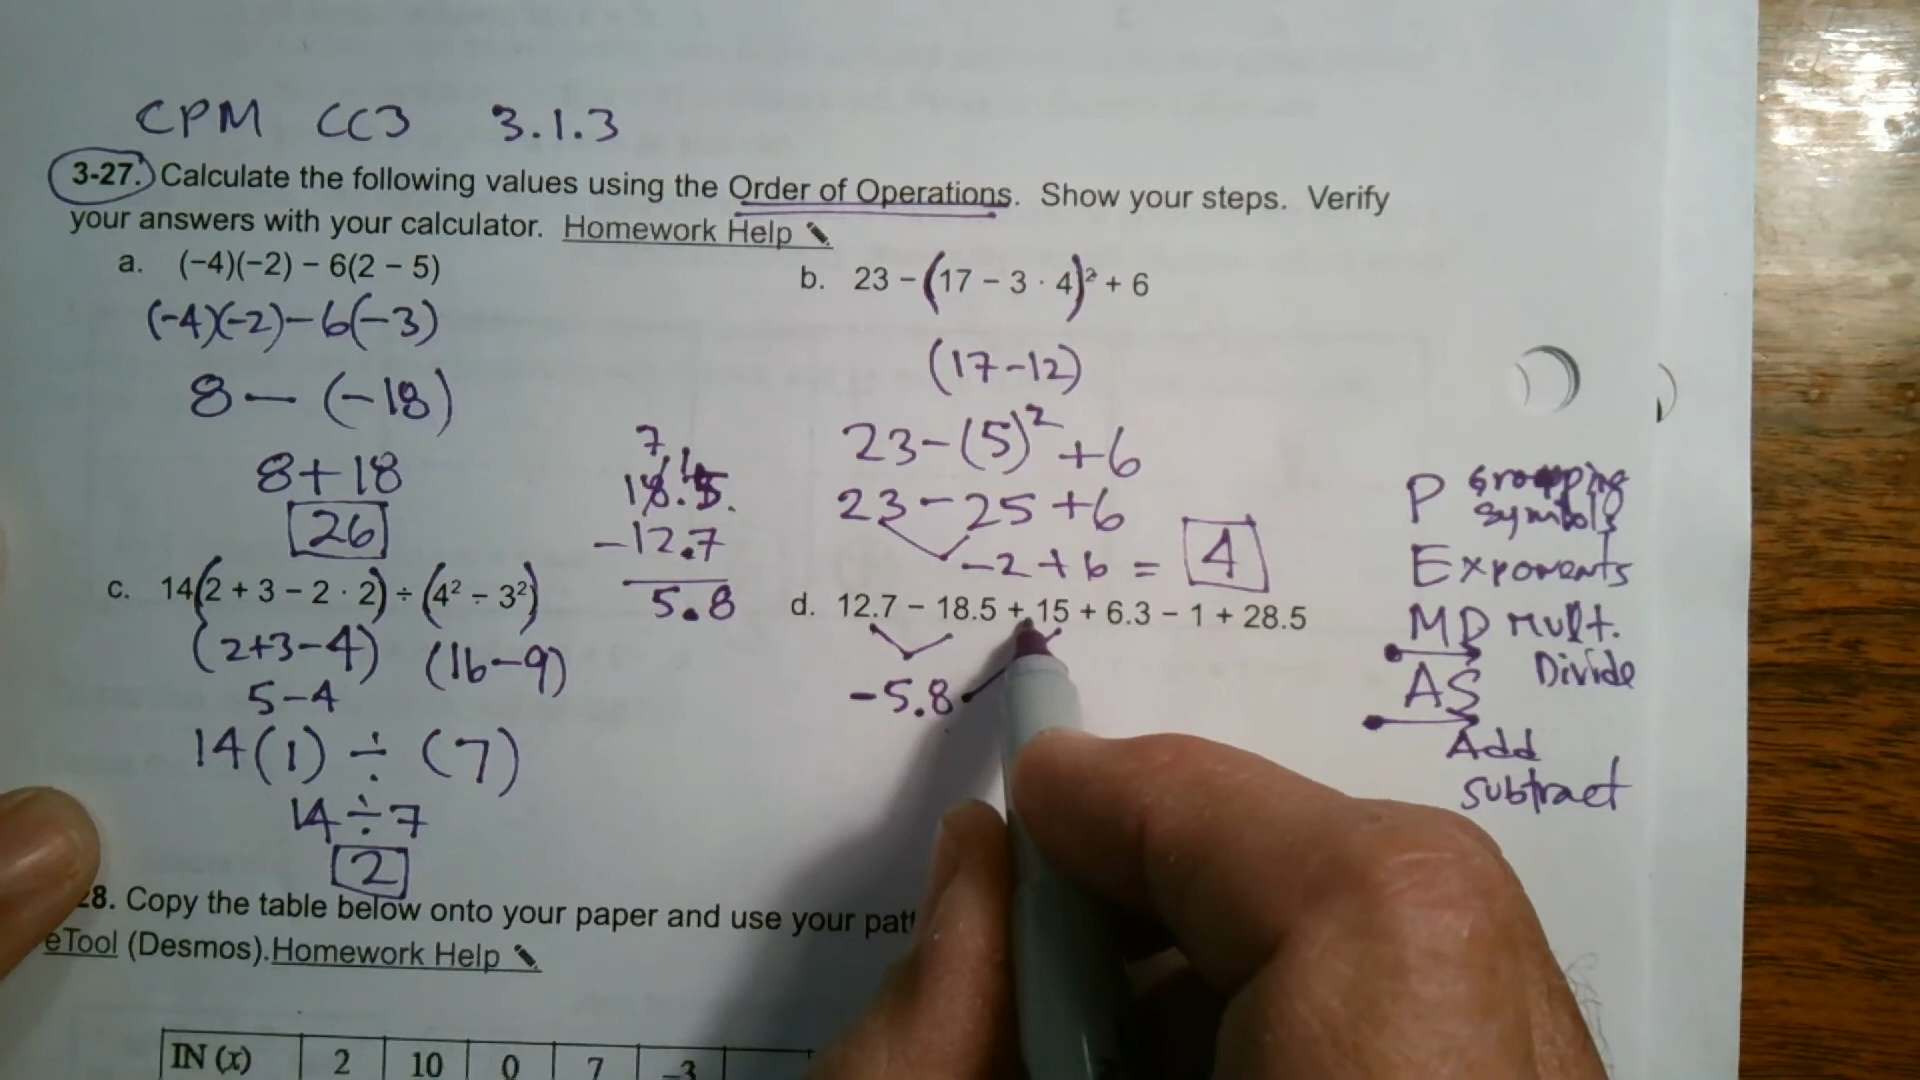 CPM CC3 3.1.3
3-27. Calculate the following values using the Order of Operations. Show your steps. Verify
your answers with your calculator. Homework Help
a. (−4)(−2) − 6(2 − 5)
(-4)(-2)-6(-3)
8-(-18)
8+18
26
b. 23 − (17 − 3 · 4)² + 6
(17-12)
23-(5)²+6
23-25+6
-2+6 = 4
7 14
18.5
-12.7
5.8
c. 14(2 + 3 − 2 · 2) ÷ (4² − 3²)
(2+3-4) (16-9)
5-4
14(1) ÷ (7)
14÷7
2
d. 12.7 − 18.5 + 15 + 6.3 − 1 + 28.5
-5.8
P Grouping
symbols
Exponents
MD Mult.
Divide
AS
Add
subtract
28. Copy the table below onto your paper and use your
eTool (Desmos).Homework Help
IN (x) 2 10 0 7 −3